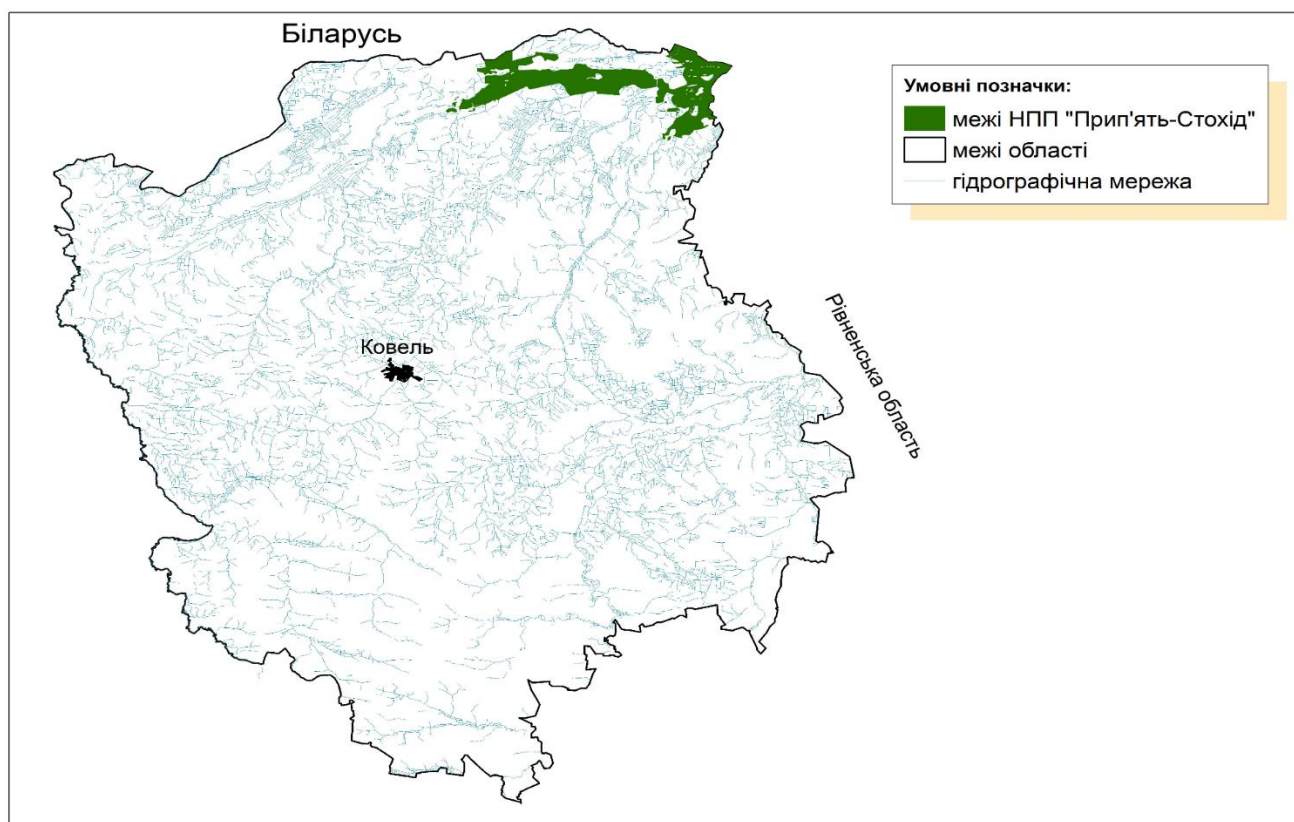 Біларусь
Умовні позначки:
межі НПП "Прип'ять-Стохід"
межі області
гідрографічна мережа
Рівненська область
Ковель